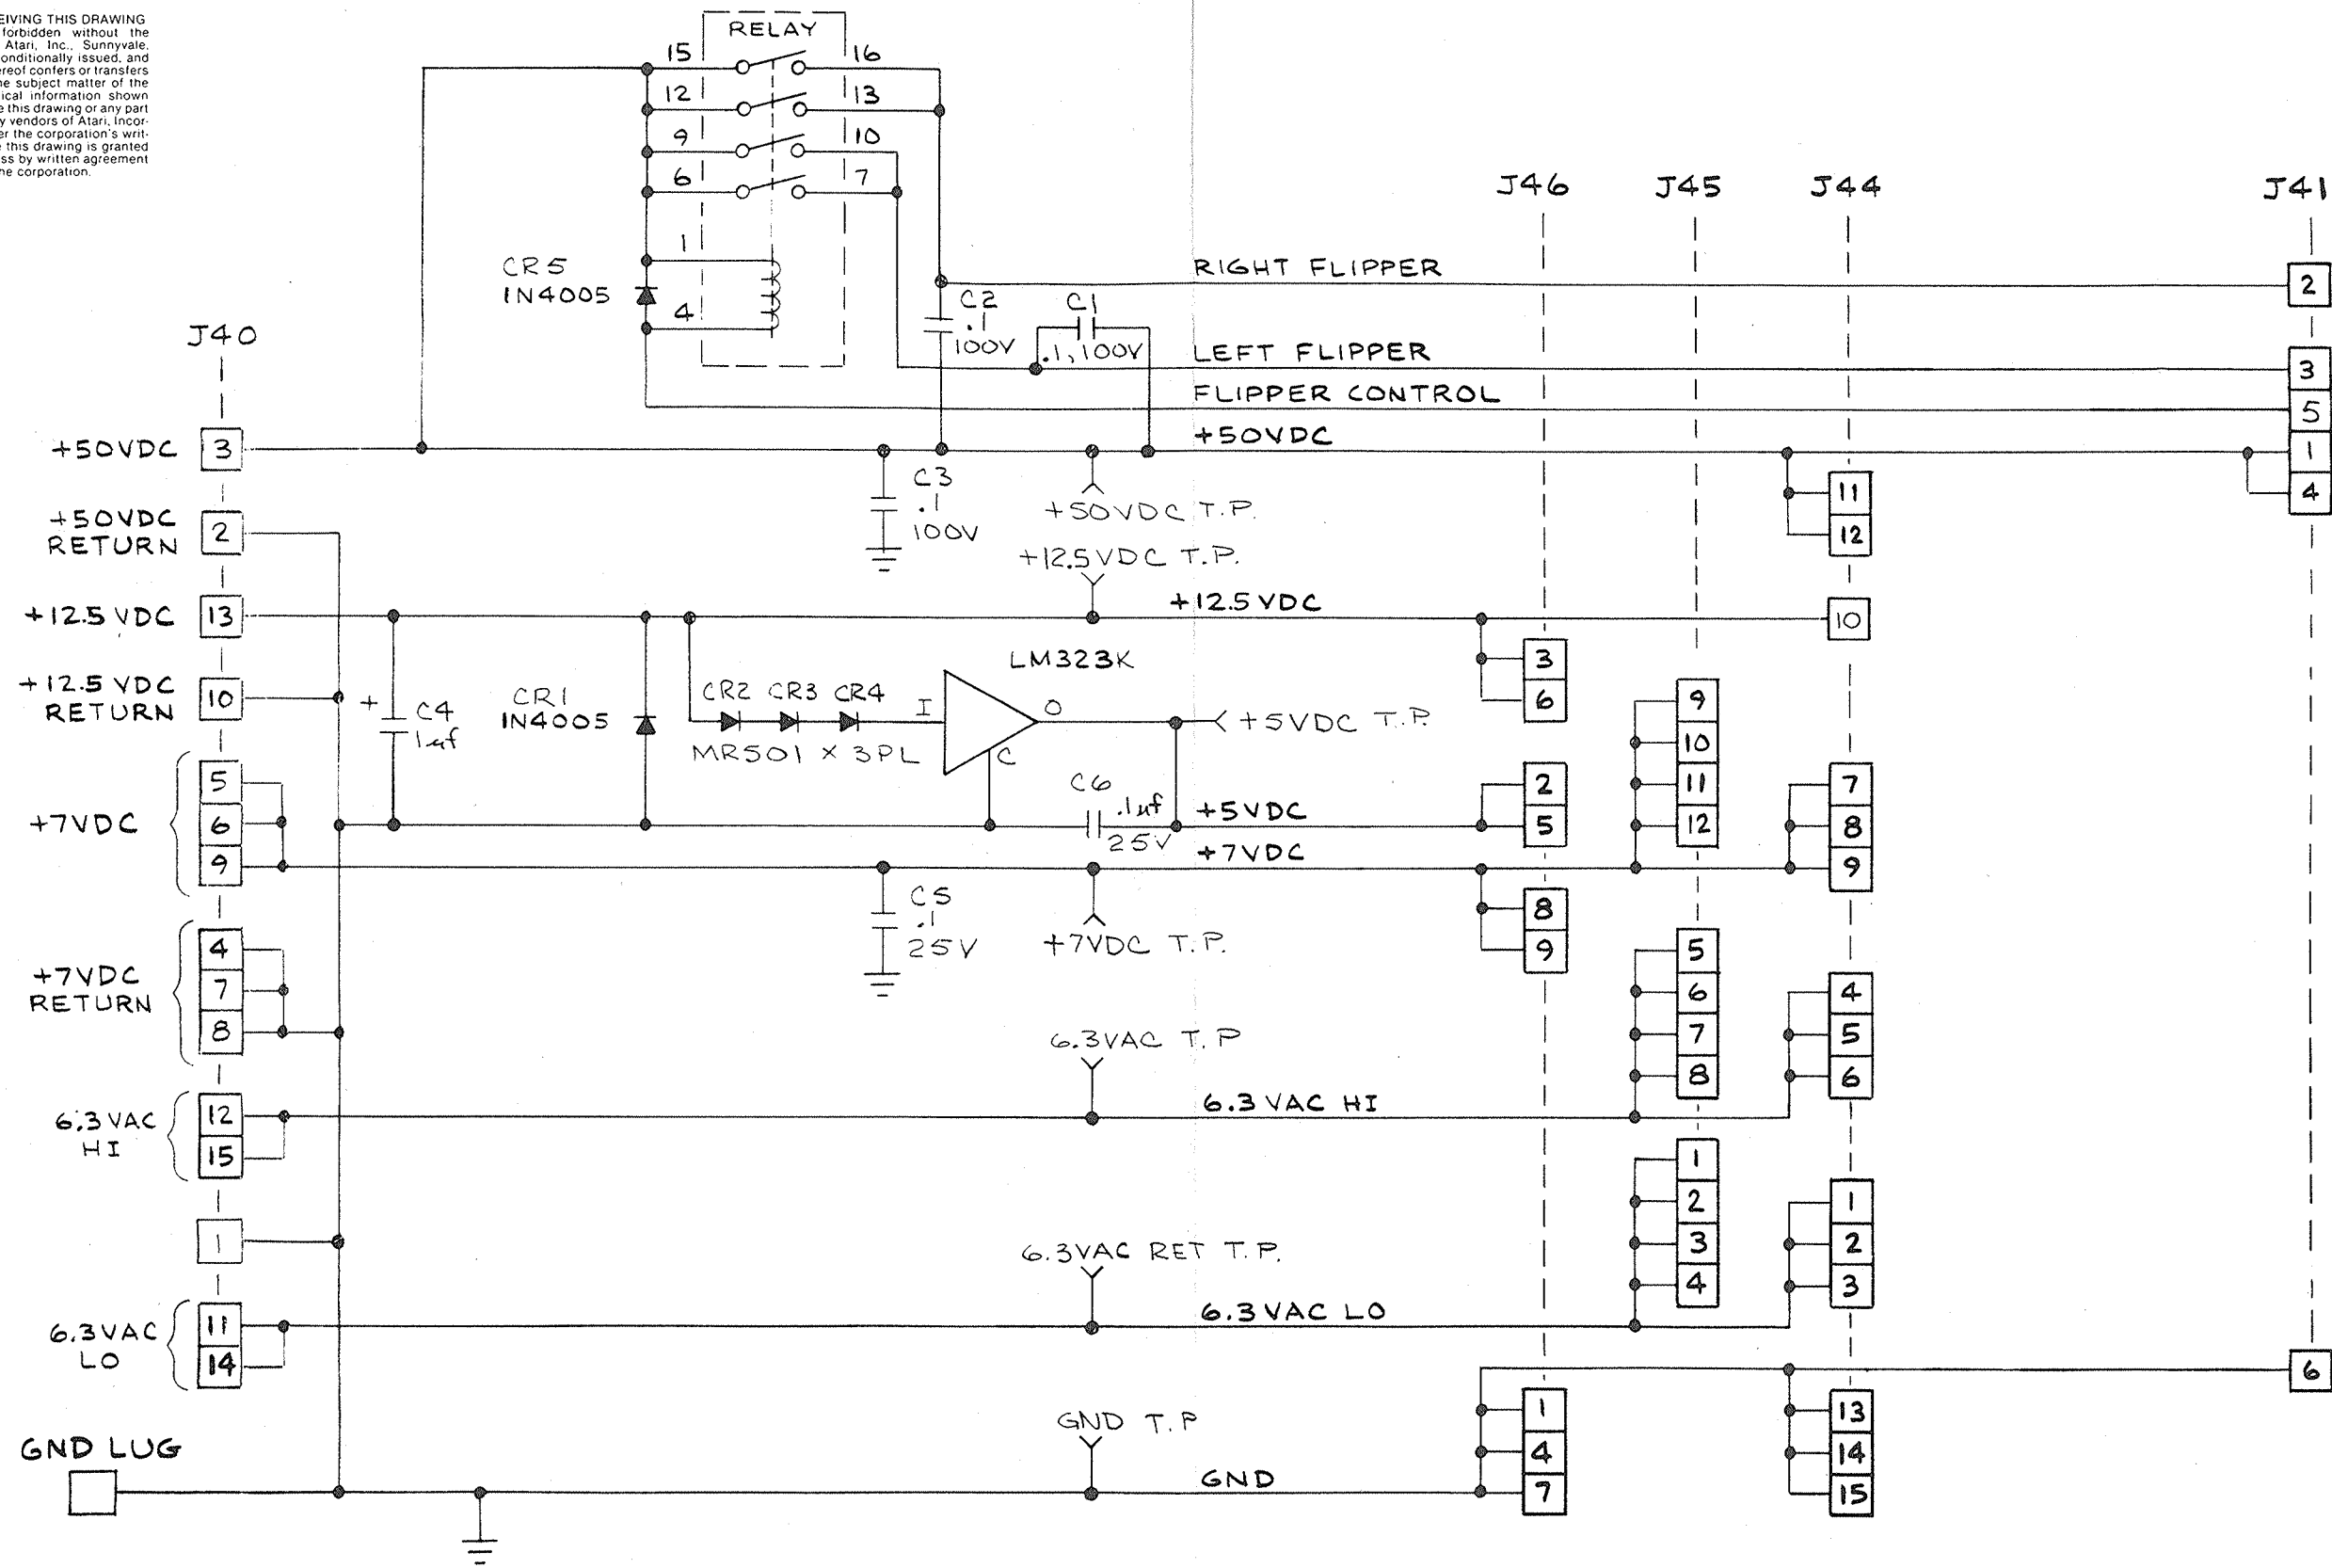 EIVING THIS DRAWING
forbidden without the
Atari, Inc., Sunnyvale,
onditionally issued, and
ereof confers or transfers
he subject matter of the
ical information shown
e this drawing or any part
y vendors of Atari, Incor-
er the corporation's writ-
e this drawing is granted
ss by written agreement
he corporation.
RELAY
15
16
12
13
9
10
6
7
1
4
CR5
1N4005
J40
J46
J45
J44
J41
RIGHT FLIPPER
2
C2
.1
100V
C1
.1, 100V
LEFT FLIPPER
3
FLIPPER CONTROL
5
+50VDC
3
+50VDC
1
4
C3
.1
100V
+50VDC T.P.
11
12
+50VDC
RETURN
2
+12.5VDC T.P.
+12.5 VDC
13
+12.5 VDC
10
LM323K
3
6
+12.5 VDC
RETURN
10
+
C4
1uf
CR1
1N4005
CR2 CR3 CR4
MR501 X 3PL
I
O
C
+5VDC T.P.
9
10
11
12
C6
.1uf
25V
+5VDC
2
5
7
8
9
+7VDC
5
6
9
+7VDC
C5
.1
25V
+7VDC T.P.
8
9
+7VDC
RETURN
4
7
8
5
6
7
8
4
5
6
6.3VAC T.P
6.3VAC
HI
12
15
6.3 VAC HI
1
2
3
4
1
2
3
1
6.3VAC RET T.P.
6.3VAC
LO
11
14
6.3 VAC LO
6
1
4
7
13
14
15
GND T.P
GND LUG
GND